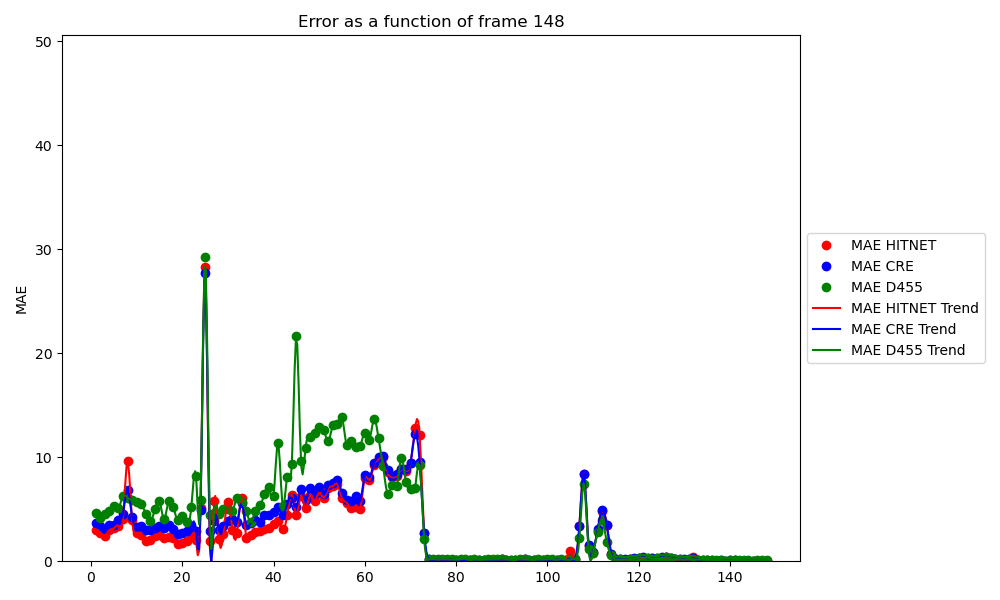 Error as a function of frame 148
MAE
50
40
30
20
10
0
0 20 40 60 80 100 120 140
MAE HITNET
MAE CRE
MAE D455
MAE HITNET Trend
MAE CRE Trend
MAE D455 Trend